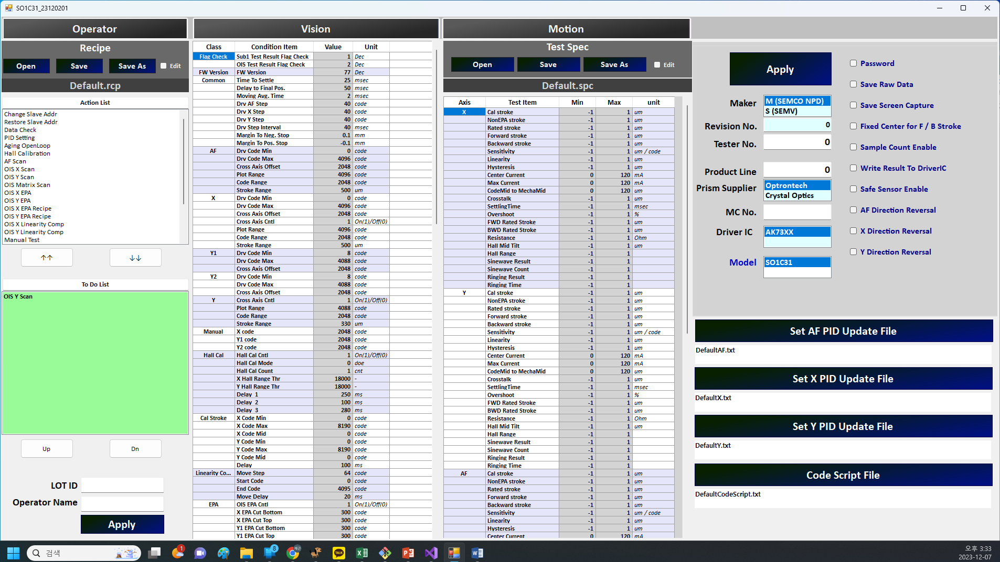 SO1C31_23120201
Operator
Vision
Motion
Recipe
Open Save Save As Edit
Default.rcp
Action List
Change Slave Addr
Restore Slave Addr
Data Check
PID Setting
Aging OpenLoop
Hall Calibration
AF Scan
OIS X Scan
OIS Y Scan
OIS Matrix Scan
OIS X EPA
OIS Y EPA
OIS X EPA Recipe
OIS Y EPA Recipe
OIS X Linearity Comp
OIS Y Linearity Comp
Manual Test
↑↑ ↓↓
To Do List
OIS Y Scan
Up Dn
LOT ID
Operator Name
Apply
Class Condition Item Value Unit
Flag Check Sub1 Test Result Flag Check 1 Dec
OIS Test Result Flag Check 2 Dec
FW Version FW Version 77 Dec
Common Time To Settle 25 msec
Delay to Final Pos. 50 msec
Moving Avg. Time 2 msec
Drv AF Step 40 code
Drv X Step 40 code
Drv Y Step 40 code
Drv Step Interval 40 msec
Margin To Neg. Stop 0.1 mm
Margin To Pos. Stop -0.1 mm
AF Drv Code Min 0 code
Drv Code Max 4096 code
Cross Axis Offset 2048 code
Plot Range 4096 code
Code Range 2048 code
Stroke Range 500 um
X Drv Code Min 0 code
Drv Code Max 4096 code
Cross Axis Offset 2048 code
Cross Axis Cntl 1 On(1)/Off(0)
Plot Range 4096 code
Code Range 2048 code
Stroke Range 500 um
Y1 Drv Code Min 8 code
Drv Code Max 4088 code
Cross Axis Offset 2048 code
Y2 Drv Code Min 8 code
Drv Code Max 4088 code
Cross Axis Offset 2048 code
Y Cross Axis Cntl 1 On(1)/Off(0)
Plot Range 4088 code
Code Range 2048 code
Stroke Range 330 um
Manual X code 2048 code
Y1 code 2048 code
Y2 code 2048 code
Hall Cal Hall Cal Cntl 1 On(1)/Off(0)
Hall Cal Mode 0 doe
Hall Cal Count 1 cnt
X Hall Range Thr 18000 -
Y Hall Range Thr 18000 -
Delay 1 250 ms
Delay 2 100 ms
Delay 3 280 ms
Cal Stroke X Code Min 0 code
X Code Max 8190 code
X Code Mid 0 code
Y Code Min 0 code
Y Code Max 8190 code
Y Code Mid 0 code
Delay 100 ms
Linearity Co... Move Step 64 code
Start Code 0 code
End Code 4095 code
Move Delay 20 ms
EPA OIS EPA Cntl 1 On(1)/Off(0)
X EPA Cut Bottom 300 code
X EPA Cut Top 300 code
Y1 EPA Cut Bottom 300 code
Y1 EPA Cut Top 300 code
Test Spec
Open Save Save As Edit
Default.spc
Axis Test Item Min Max unit
X Cal stroke -1 1 um
NonEPA stroke -1 1 um
Rated stroke -1 1 um
Forward stroke -1 1 um
Backward stroke -1 1 um
Sensitivity -1 1 um / code
Linearity -1 1 um
Hysteresis -1 1 um
Center Current 0 120 mA
Max Current 0 120 mA
CodeMid to MechaMid 0 120 um
Crosstalk -1 1 um
SettlingTime -1 1 msec
Overshoot -1 1 %
FWD Rated Stroke -1 1 um
BWD Rated Stroke -1 1 um
Resistance -1 1 Ohm
Hall Mid Tilt -1 1 um
Hall Range -1 1
Sinewave Result -1 1
Sinewave Count -1 1
Ringing Result -1 1
Ringing Time -1 1
Y Cal stroke -1 1 um
NonEPA stroke -1 1 um
Rated stroke -1 1 um
Forward stroke -1 1 um
Backward stroke -1 1 um
Sensitivity -1 1 um / code
Linearity -1 1 um
Hysteresis -1 1 um
Center Current 0 120 mA
Max Current 0 120 mA
CodeMid to MechaMid 0 120 um
Crosstalk -1 1 um
SettlingTime -1 1 msec
Overshoot -1 1 %
FWD Rated Stroke -1 1 um
BWD Rated Stroke -1 1 um
Resistance -1 1 Ohm
Hall Mid Tilt -1 1 um
Hall Range -1 1
Sinewave Result -1 1
Sinewave Count -1 1
Ringing Result -1 1
Ringing Time -1 1
AF Cal stroke -1 1 um
NonEPA stroke -1 1 um
Rated stroke -1 1 um
Forward stroke -1 1 um
Backward stroke -1 1 um
Sensitivity -1 1 um / code
Linearity -1 1 um
Hysteresis -1 1 um
Center Current 0 120 mA
Apply
Maker M (SEMCO NPD)
S (SEMV)
Revision No. 0
Tester No. 0
Product Line 0
Prism Supplier Optrontech
Crystal Optics
MC No.
Driver IC AK73XX
Model SO1C31
Password
Save Raw Data
Save Screen Capture
Fixed Center for F / B Stroke
Sample Count Enable
Write Result To DriverIC
Safe Sensor Enable
AF Direction Reversal
X Direction Reversal
Y Direction Reversal
Set AF PID Update File
DefaultAF.txt
Set X PID Update File
DefaultX.txt
Set Y PID Update File
DefaultY.txt
Code Script File
DefaultCodeScript.txt
검색 1 8 재근 TALK
오후 3:33
2023-12-07